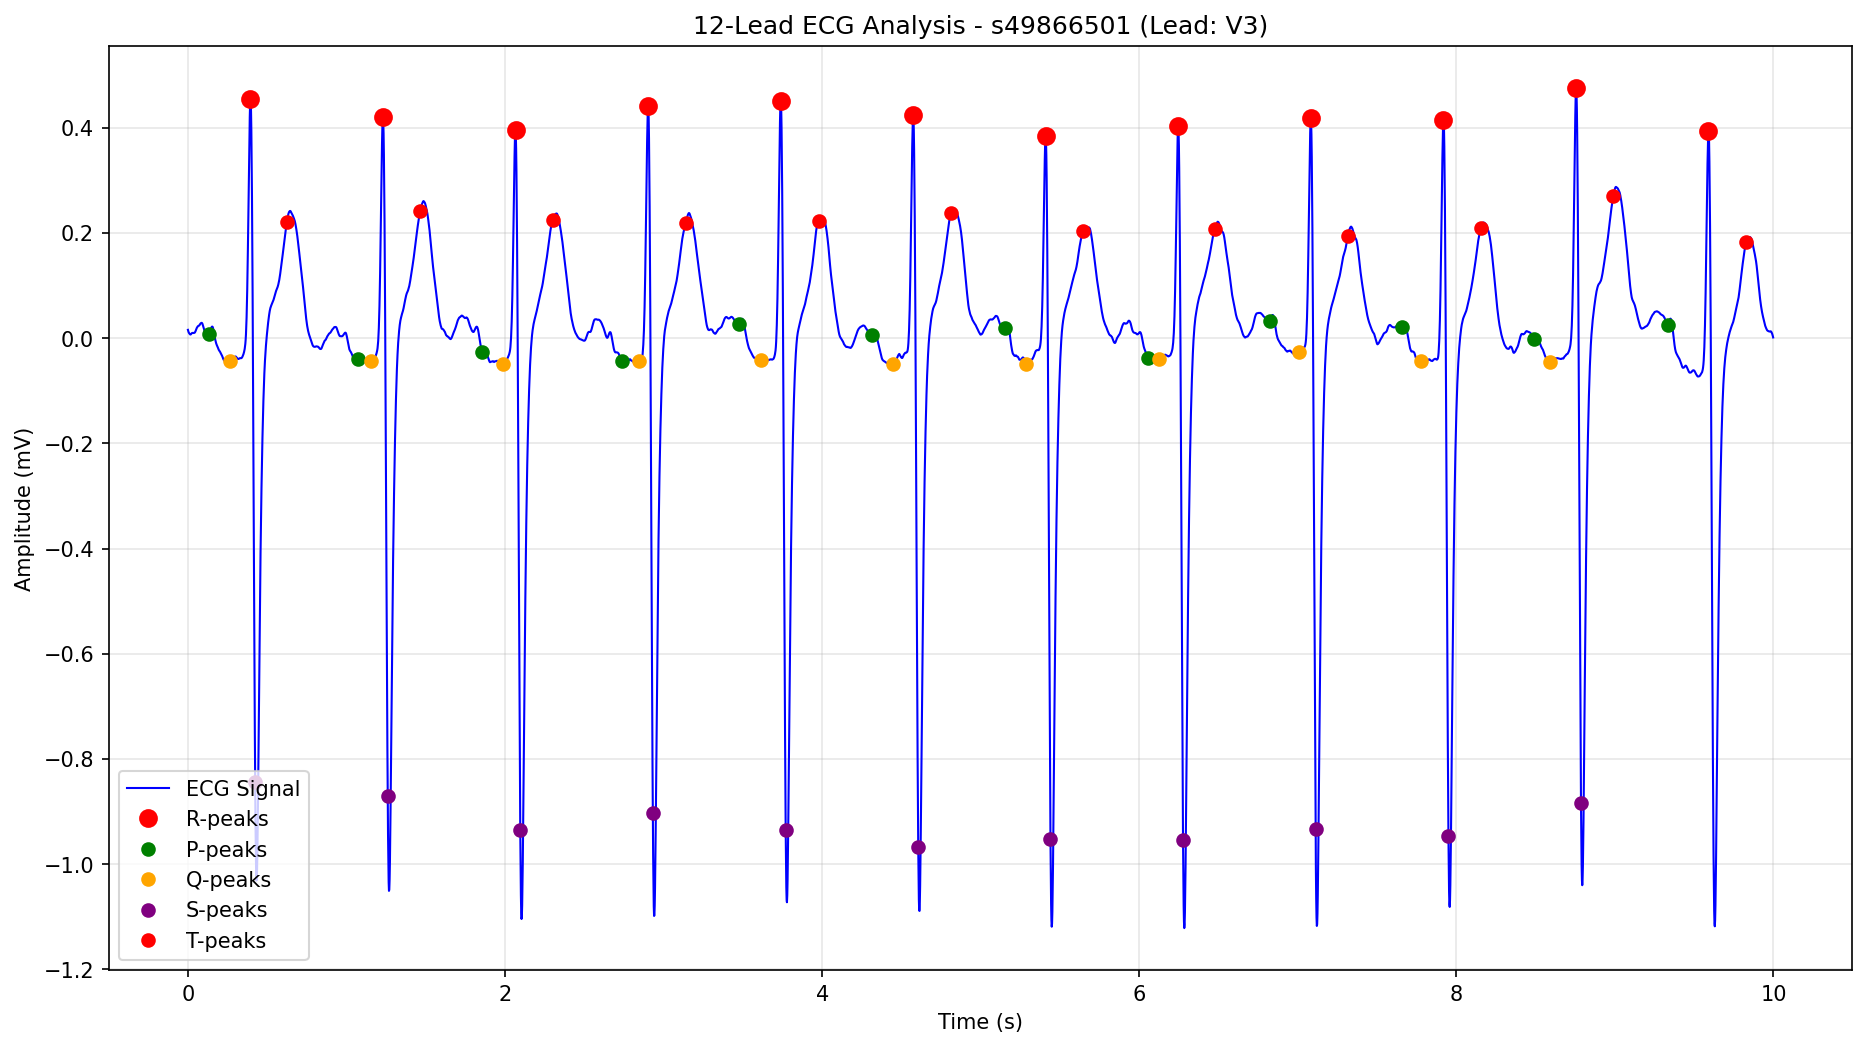 12-Lead ECG Analysis - s49866501 (Lead: V3)
Amplitude (mV)
0.4
0.2
0.0
−0.2
−0.4
−0.6
−0.8
−1.0
−1.2
ECG Signal
R-peaks
P-peaks
Q-peaks
S-peaks
T-peaks
0 2 4 6 8 10
Time (s)